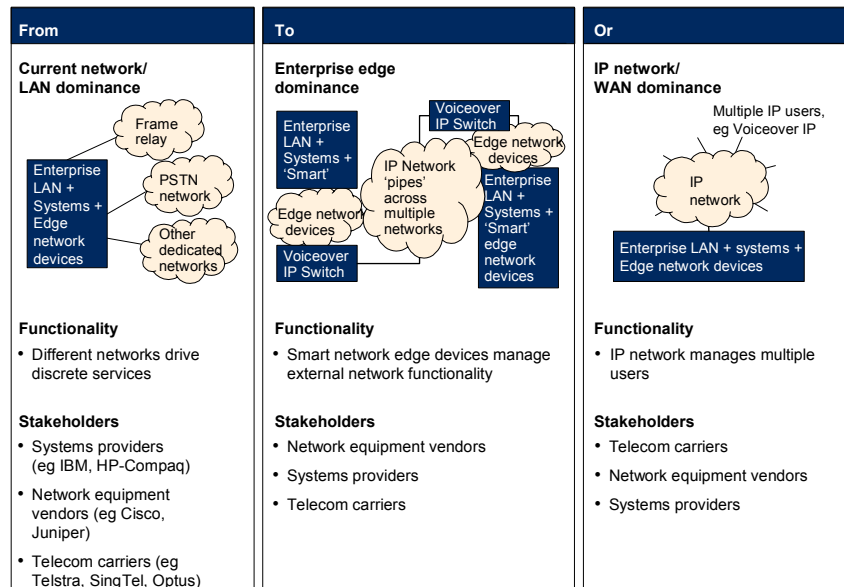 From
Current network/
LAN dominance
Frame
relay
Enterprise
LAN +
Systems +
Edge
network
devices
PSTN
network
Other
dedicated
networks
Functionality
• Different networks drive
discrete services
Stakeholders
• Systems providers
(eg IBM, HP-Compaq)
• Network equipment
vendors (eg Cisco,
Juniper)
• Telecom carriers (eg
Telstra, SingTel, Optus)
To
Enterprise edge
dominance
Voiceover
IP Switch
Enterprise
LAN +
Systems +
‘Smart’
Edge network
devices
IP Network
‘pipes’
across
multiple
networks
Edge network
devices
Enterprise
LAN +
Systems +
‘Smart’
edge
network
devices
Voiceover
IP Switch
Functionality
• Smart network edge devices manage
external network functionality
Stakeholders
• Network equipment vendors
• Systems providers
• Telecom carriers
Or
IP network/
WAN dominance
Multiple IP users,
eg Voiceover IP
IP
network
Enterprise LAN + systems +
Edge network devices
Functionality
• IP network manages multiple
users
Stakeholders
• Telecom carriers
• Network equipment vendors
• Systems providers